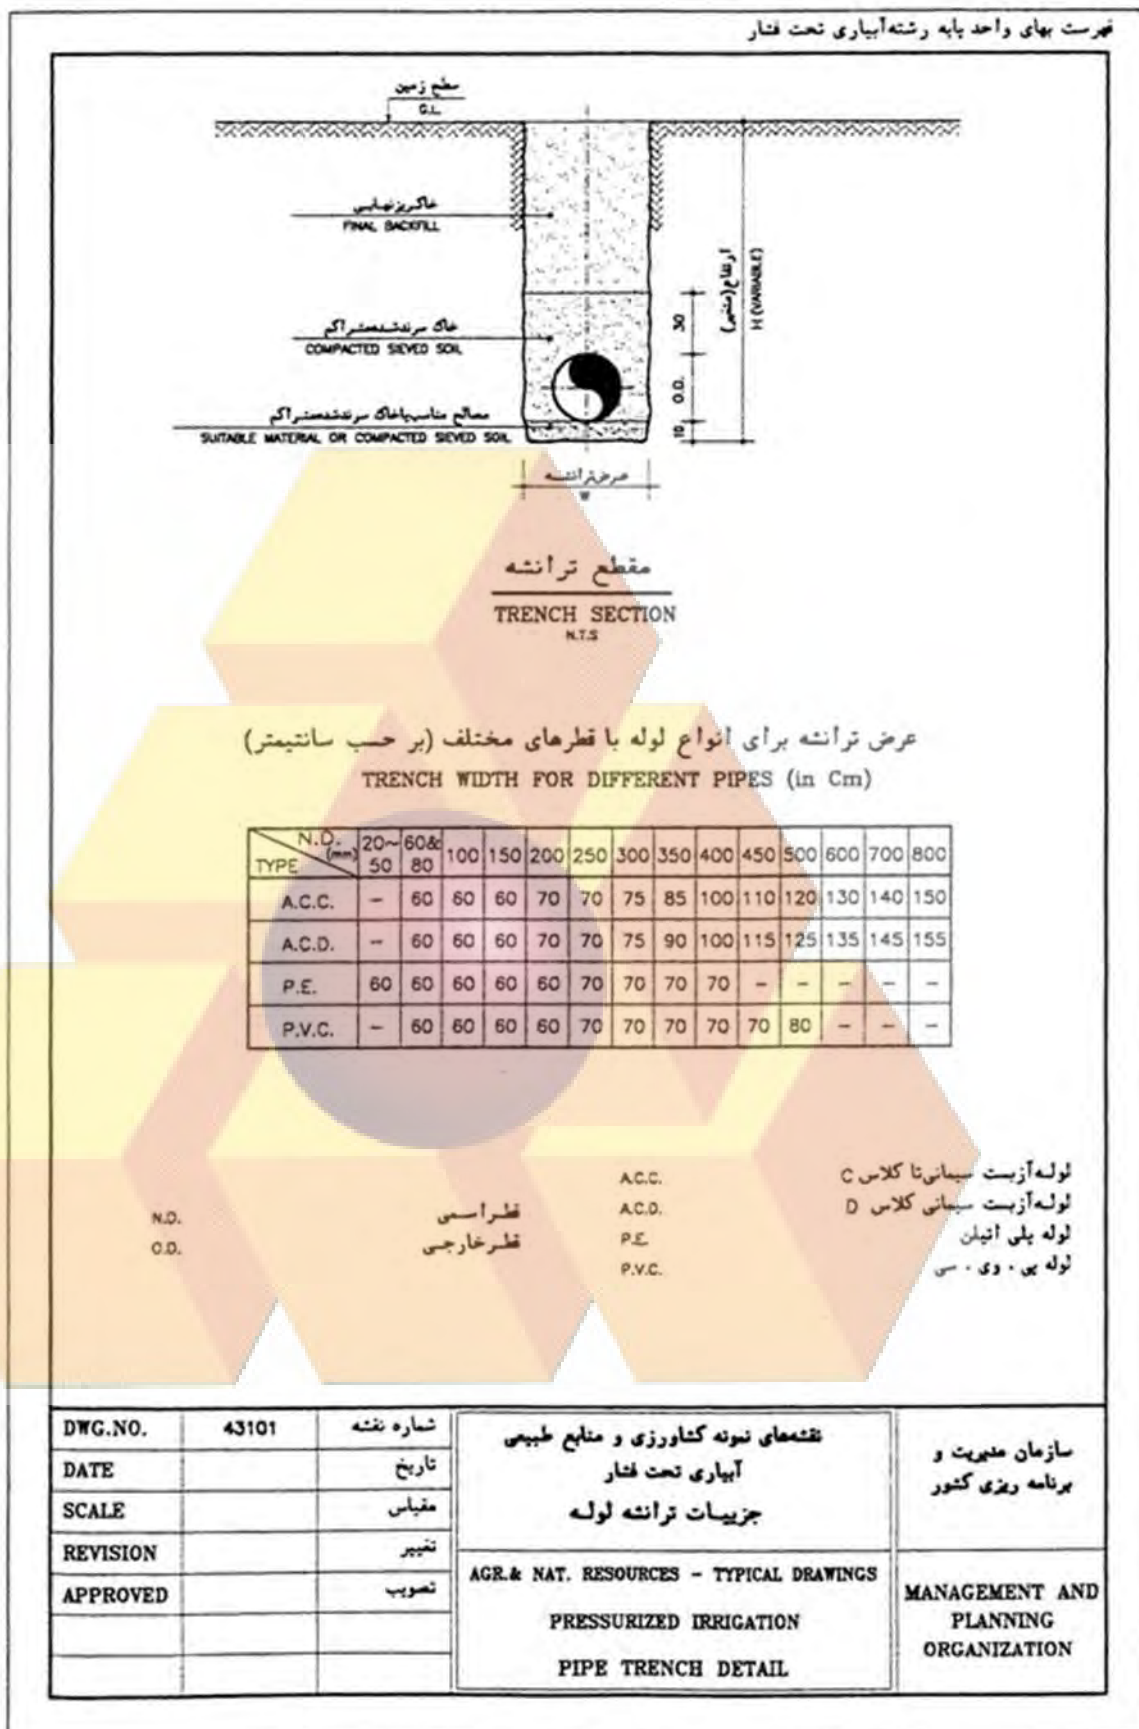 فهرست بهای واحد پایه رشته آبیاری تحت فشار
سطح زمین
G.L.
خاکریزنهایی
FINAL BACKFILL
خاک سرندشده متراکم
COMPACTED SIEVED SOIL
مصالح مناسب یا خاک سرندشده متراکم
SUITABLE MATERIAL OR COMPACTED SIEVED SOIL
30
O.D.
10
ارتفاع (متغیر)
H (VARIABLE)
عرض ترانشه
W
مقطع ترانشه
TRENCH SECTION
N.T.S
عرض ترانشه برای انواع لوله با قطرهای مختلف (بر حسب سانتیمتر)
TRENCH WIDTH FOR DIFFERENT PIPES (in Cm)
TYPE N.D. (mm) 20~50 60&80 100 150 200 250 300 350 400 450 500 600 700 800
A.C.C. – 60 60 60 70 70 75 85 100 110 120 130 140 150
A.C.D. – 60 60 60 70 70 75 90 100 115 125 135 145 155
P.E. 60 60 60 60 60 70 70 70 70 – – – – –
P.V.C. – 60 60 60 60 70 70 70 70 70 80 – – –
A.C.C. لوله آزبست سیمانی تا کلاس C
A.C.D. لوله آزبست سیمانی کلاس D
P.E. لوله پلی اتیلن
P.V.C. لوله پی . وی . سی
N.D. قطر اسمی
O.D. قطر خارجی
DWG.NO. 43101 شماره نقشه
DATE تاریخ
SCALE مقیاس
REVISION تغییر
APPROVED تصویب
نقشه‌های نمونه کشاورزی و منابع طبیعی
آبیاری تحت فشار
جزییات ترانشه لوله
AGR.& NAT. RESOURCES – TYPICAL DRAWINGS
PRESSURIZED IRRIGATION
PIPE TRENCH DETAIL
سازمان مدیریت و
برنامه ریزی کشور
MANAGEMENT AND
PLANNING
ORGANIZATION